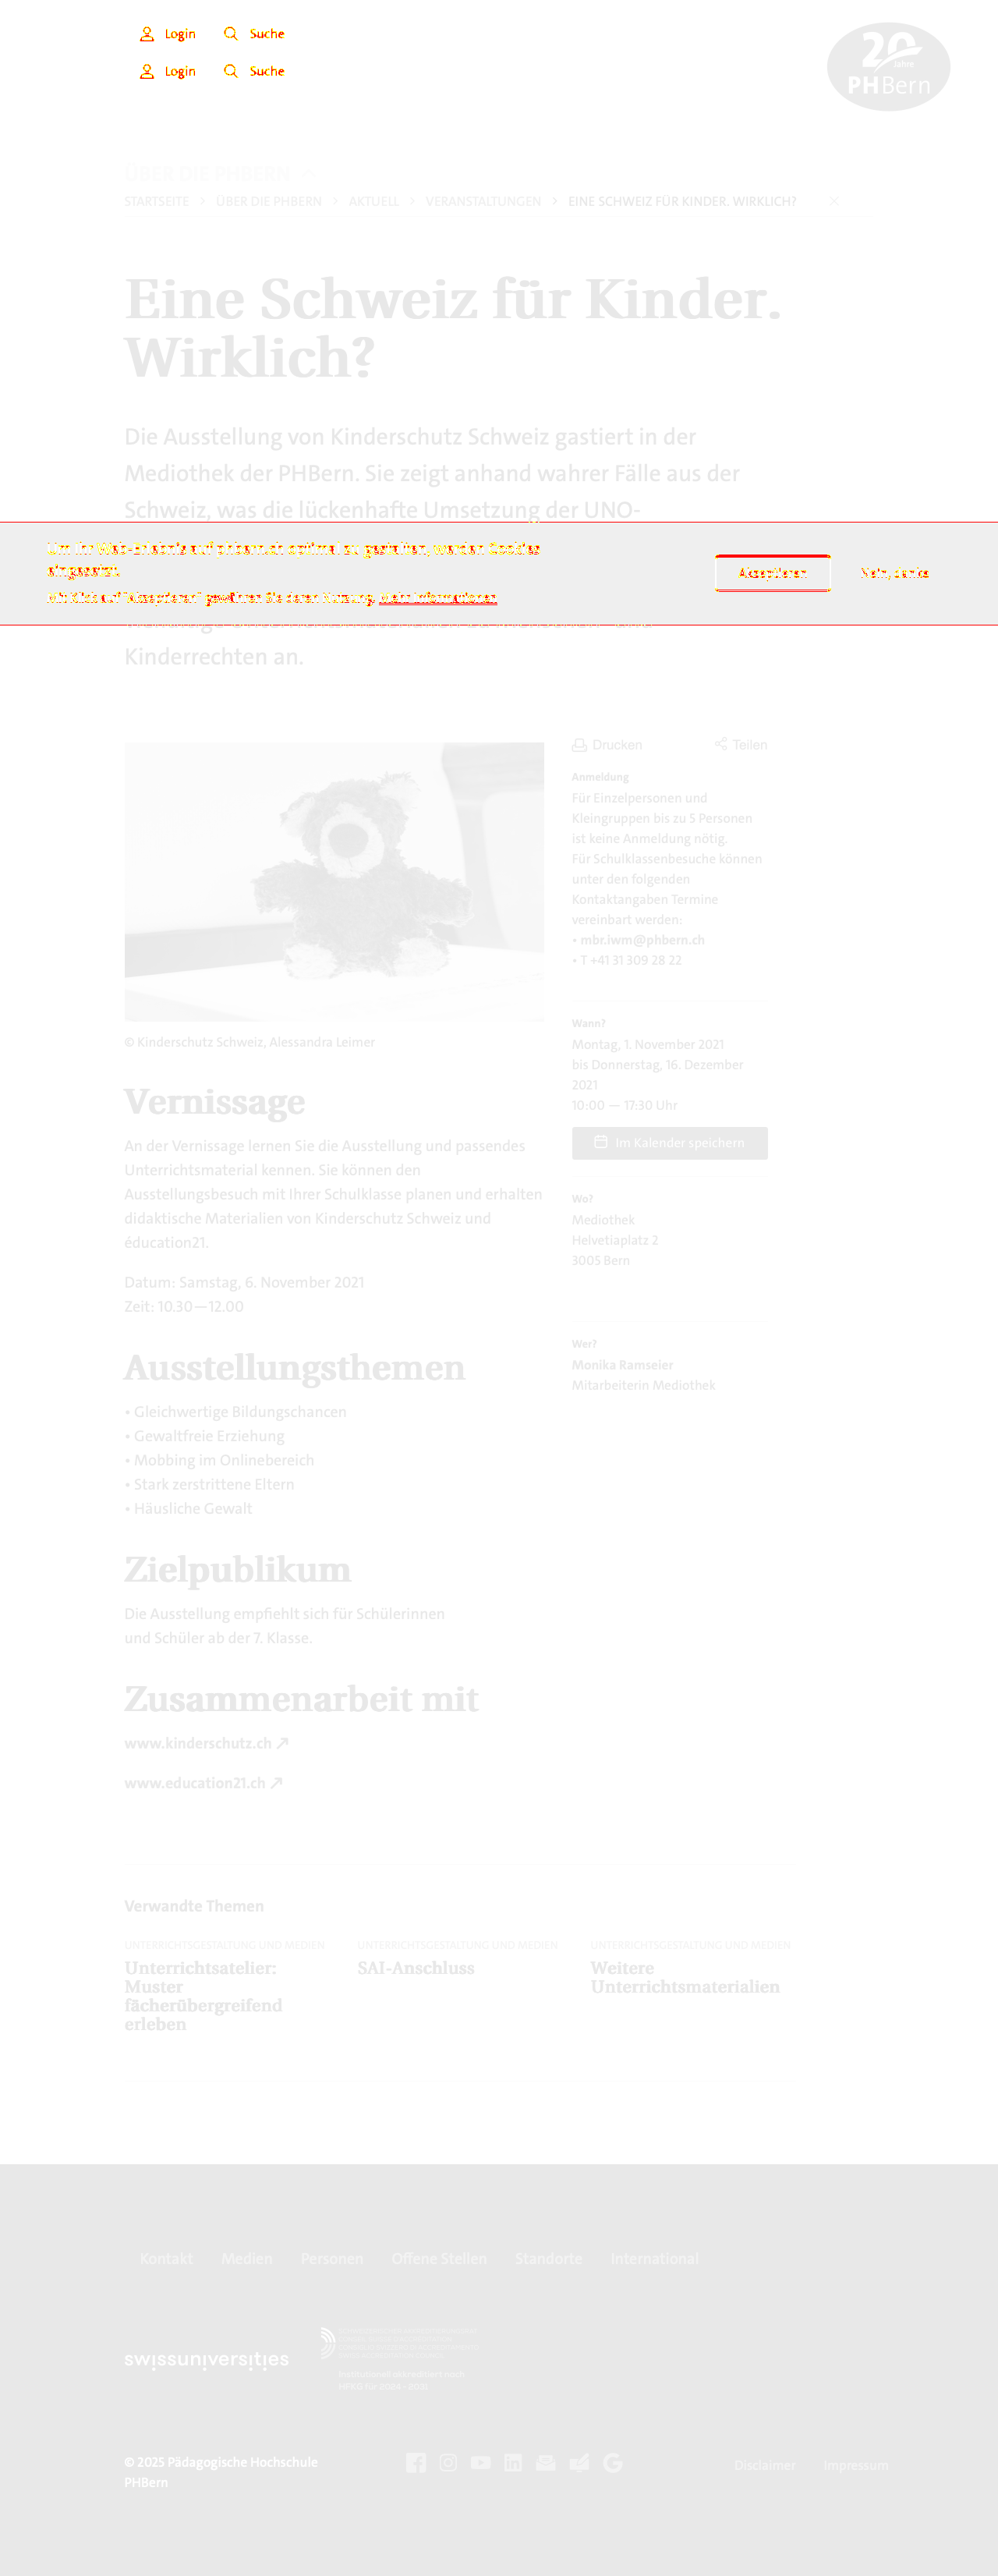 Login Suche
Login Suche
20
Jahre
PHBern
ÜBER DIE PHBERN
STARTSEITE > ÜBER DIE PHBERN > AKTUELL > VERANSTALTUNGEN > EINE SCHWEIZ FÜR KINDER. WIRKLICH?
Eine Schweiz für Kinder.
Wirklich?
Die Ausstellung von Kinderschutz Schweiz gastiert in der
Mediothek der PHBern. Sie zeigt anhand wahrer Fälle aus der
Schweiz, was die lückenhafte Umsetzung der UNO-
Um Ihr Web-Erlebnis auf phbern.ch optimal zu gestalten, werden Cookies
eingesetzt.
Mit Klick auf "Akzeptieren" gewähren Sie deren Nutzung. Mehr Informationen
Akzeptieren
Nein, danke
Kinderrechten an.
Drucken Teilen
Anmeldung
Für Einzelpersonen und
Kleingruppen bis zu 5 Personen
ist keine Anmeldung nötig.
Für Schulklassenbesuche können
unter den folgenden
Kontaktangaben Termine
vereinbart werden:
• mbr.iwm@phbern.ch
• T +41 31 309 28 22
Wann?
Montag, 1. November 2021
bis Donnerstag, 16. Dezember
2021
10:00 — 17:30 Uhr
Im Kalender speichern
Wo?
Mediothek
Helvetiaplatz 2
3005 Bern
Wer?
Monika Ramseier
Mitarbeiterin Mediothek
© Kinderschutz Schweiz, Alessandra Leimer
Vernissage
An der Vernissage lernen Sie die Ausstellung und passendes
Unterrichtsmaterial kennen. Sie können den
Ausstellungsbesuch mit Ihrer Schulklasse planen und erhalten
didaktische Materialien von Kinderschutz Schweiz und
éducation21.
Datum: Samstag, 6. November 2021
Zeit: 10.30—12.00
Ausstellungsthemen
• Gleichwertige Bildungschancen
• Gewaltfreie Erziehung
• Mobbing im Onlinebereich
• Stark zerstrittene Eltern
• Häusliche Gewalt
Zielpublikum
Die Ausstellung empfiehlt sich für Schülerinnen
und Schüler ab der 7. Klasse.
Zusammenarbeit mit
www.kinderschutz.ch
www.education21.ch
Verwandte Themen
UNTERRICHTSGESTALTUNG UND MEDIEN
Unterrichtsatelier:
Muster
fächerübergreifend
erleben
UNTERRICHTSGESTALTUNG UND MEDIEN
SAI-Anschluss
UNTERRICHTSGESTALTUNG UND MEDIEN
Weitere
Unterrichtsmaterialien
Kontakt Medien Personen Offene Stellen Standorte International
swissuniversities
Institutionell akkreditiert nach
HFKG für
© 2025 Pädagogische Hochschule
PHBern
Disclaimer Impressum